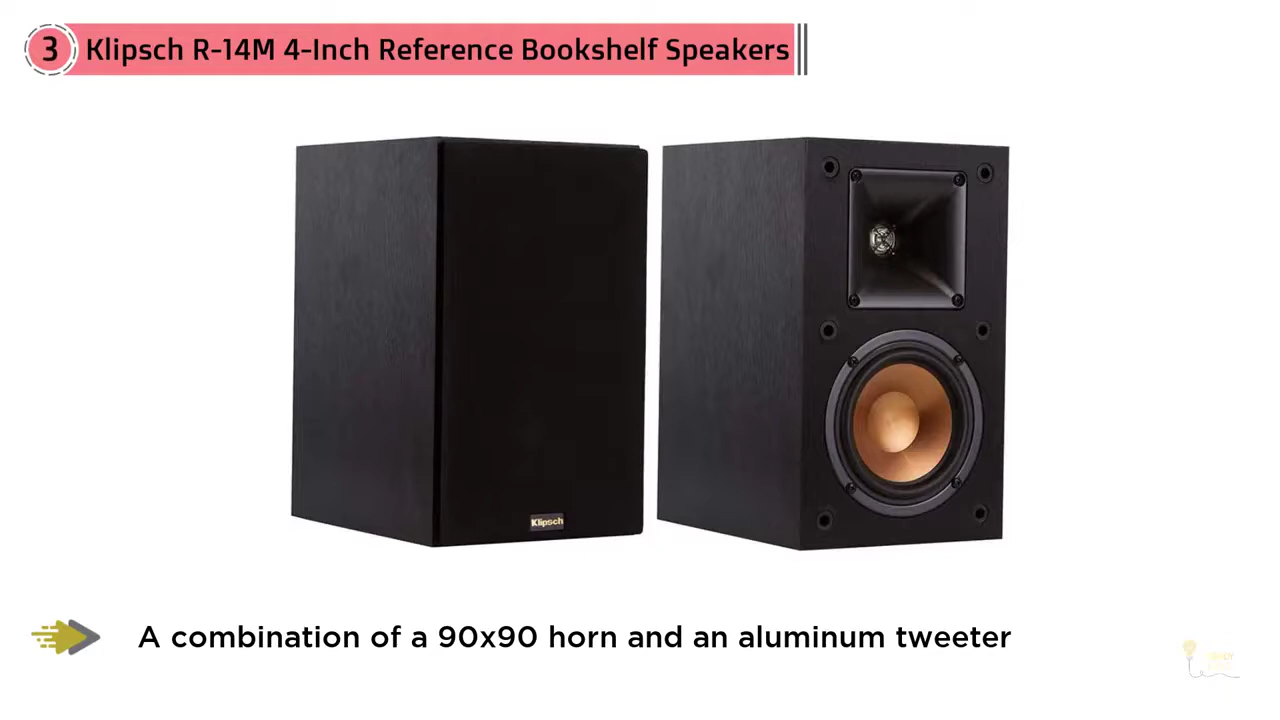 3 Klipsch R-14M 4-Inch Reference Bookshelf Speakers
Klipsch
A combination of a 90x90 horn and an aluminum tweeter